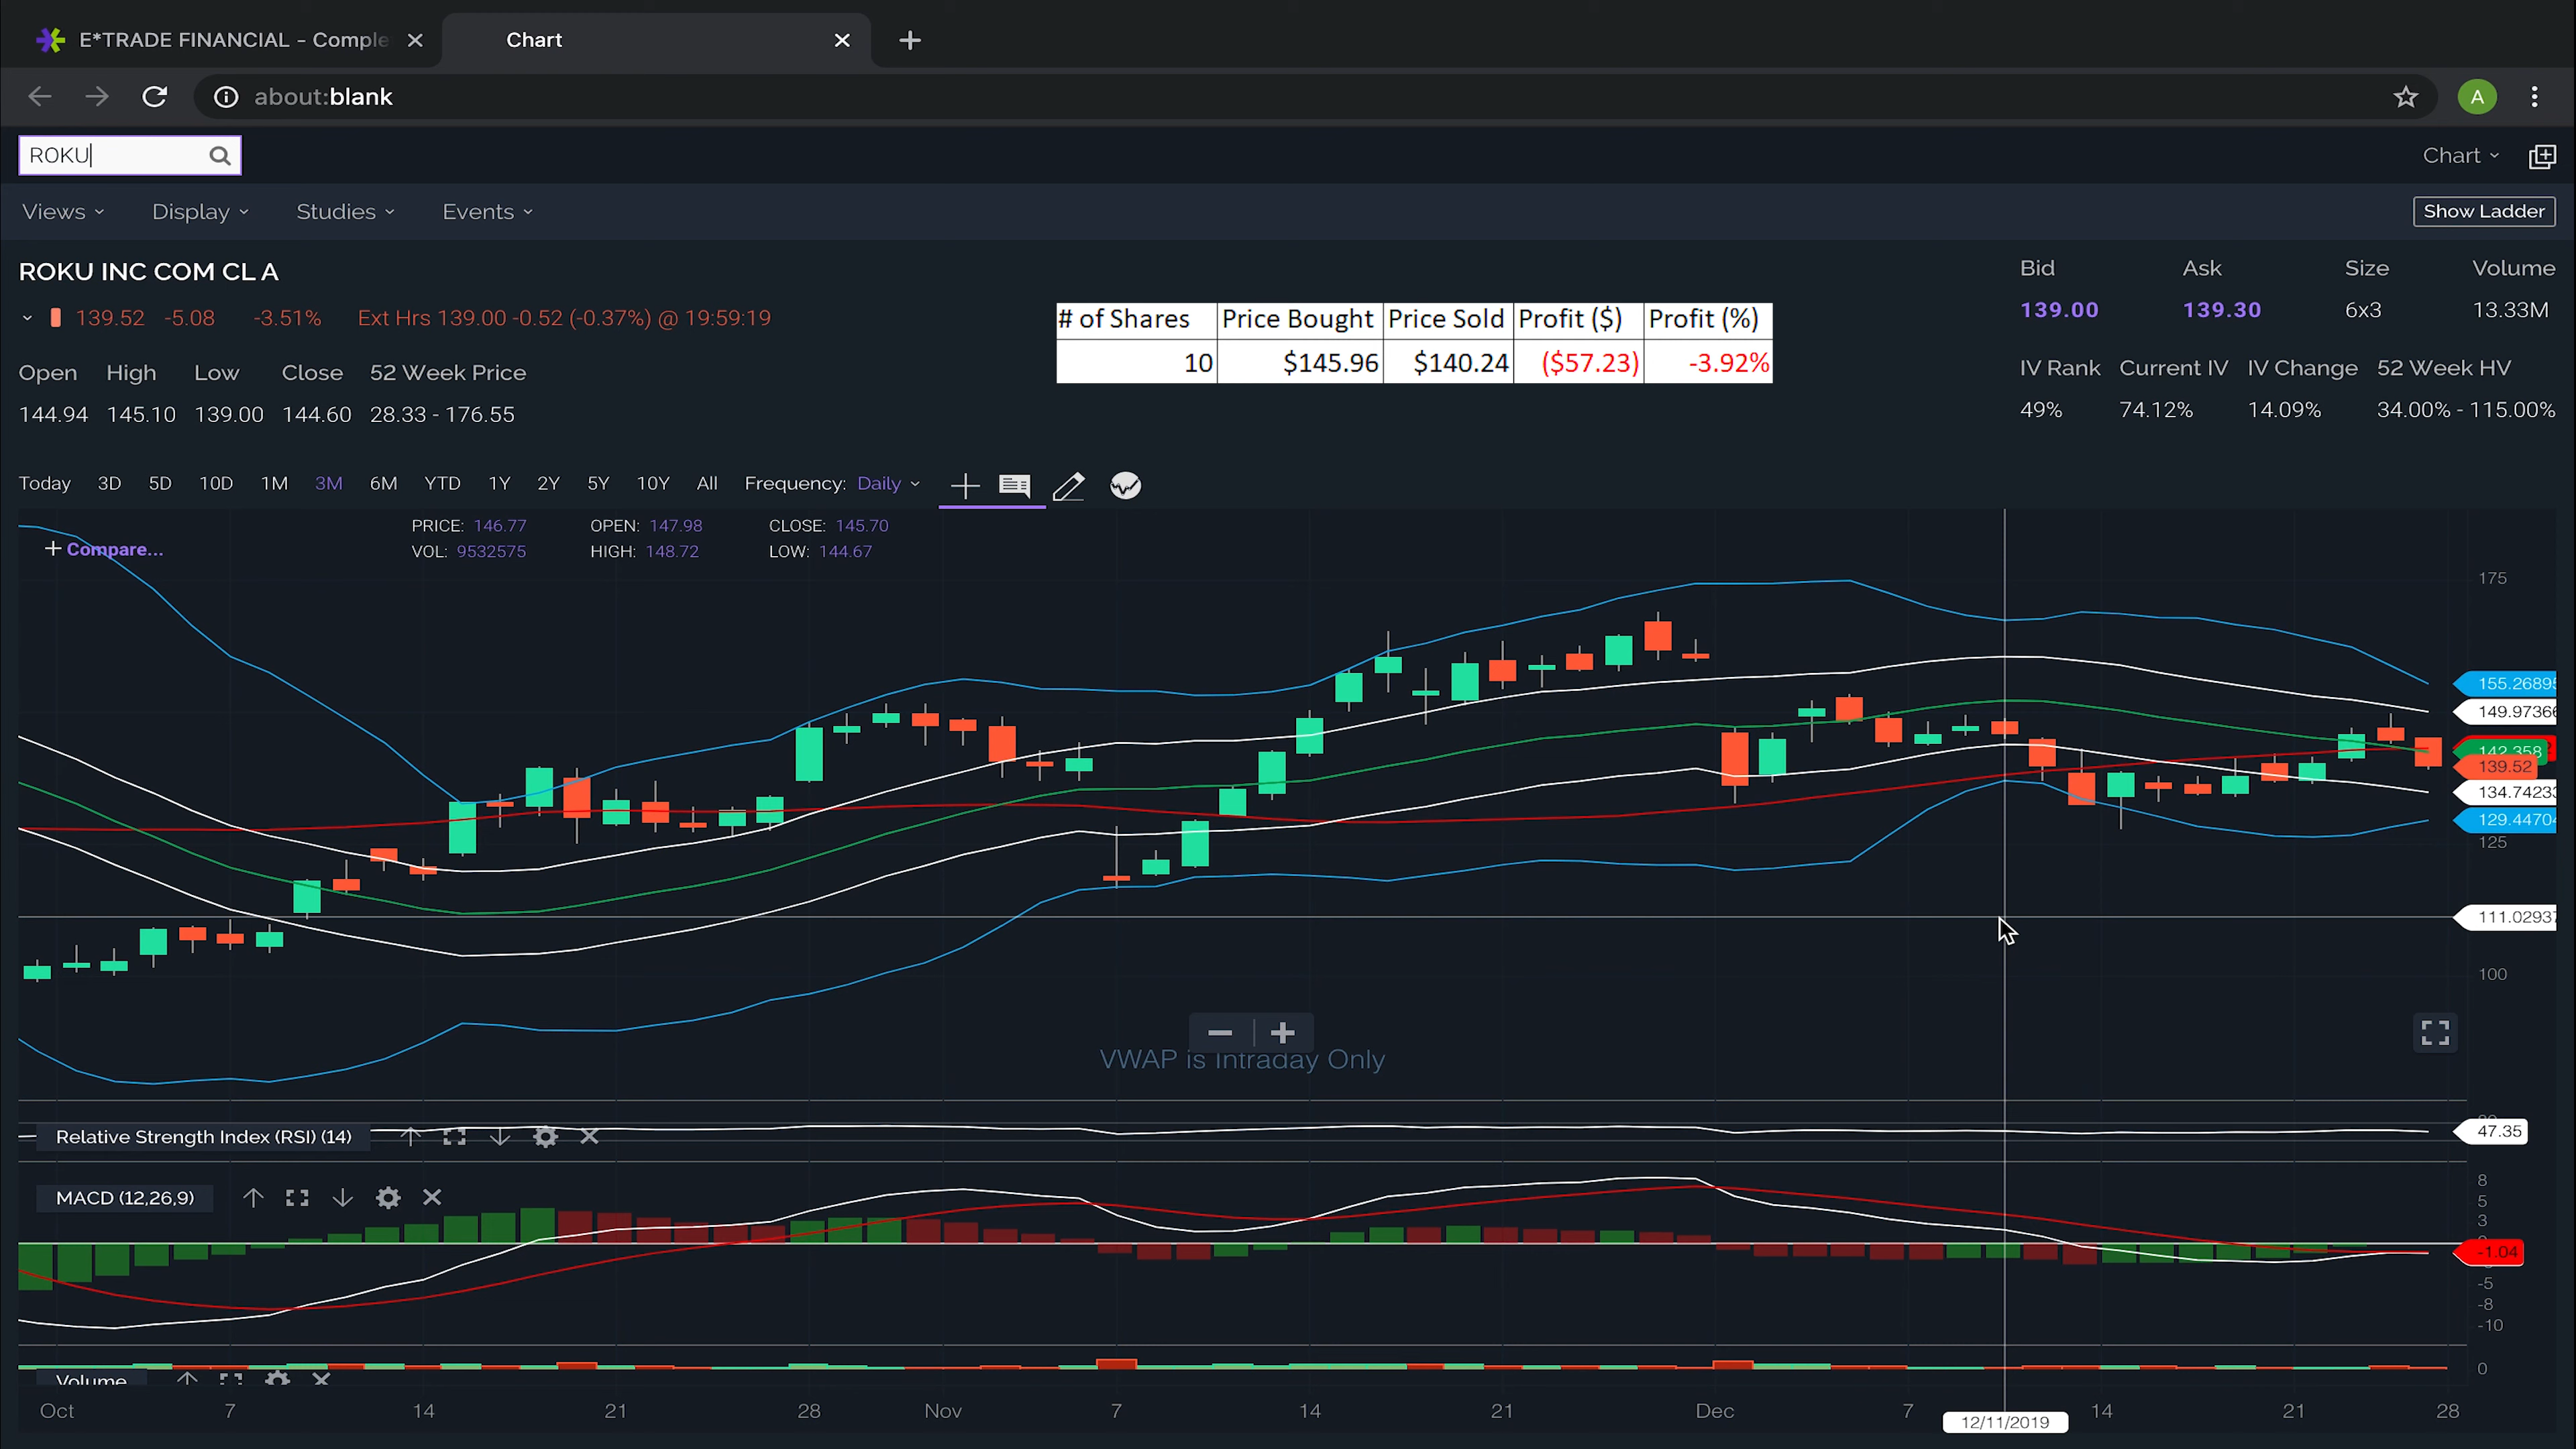 E*TRADE FINANCIAL - Comple
Chart
about:blank
ROKU
Chart
Views Display Studies Events
Show Ladder
ROKU INC COM CL A
139.52 -5.08 -3.51% Ext Hrs 139.00 -0.52 (-0.37%) @ 19:59:19
Open High Low Close 52 Week Price
144.94 145.10 139.00 144.60 28.33 - 176.55
# of Shares Price Bought Price Sold Profit ($) Profit (%)
10 $145.96 $140.24 ($57.23) -3.92%
Bid Ask Size Volume
139.00 139.30 6x3 13.33M
IV Rank Current IV IV Change 52 Week HV
49% 74.12% 14.09% 34.00% - 115.00%
Today 3D 5D 10D 1M 3M 6M YTD 1Y 2Y 5Y 10Y All Frequency: Daily
PRICE: 146.77 OPEN: 147.98 CLOSE: 145.70
VOL: 9532575 HIGH: 148.72 LOW: 144.67
+ Compare...
175
155.26895
149.97366
142.358
139.52
134.74233
129.44704
125
111.02937
100
VWAP is Intraday Only
Relative Strength Index (RSI) (14)
47.35
MACD (12,26,9)
8
5
3
-1.04
-5
-8
-10
Volume
0
Oct 7 14 21 28 Nov 7 14 21 Dec 7 12/11/2019 14 21 28
A